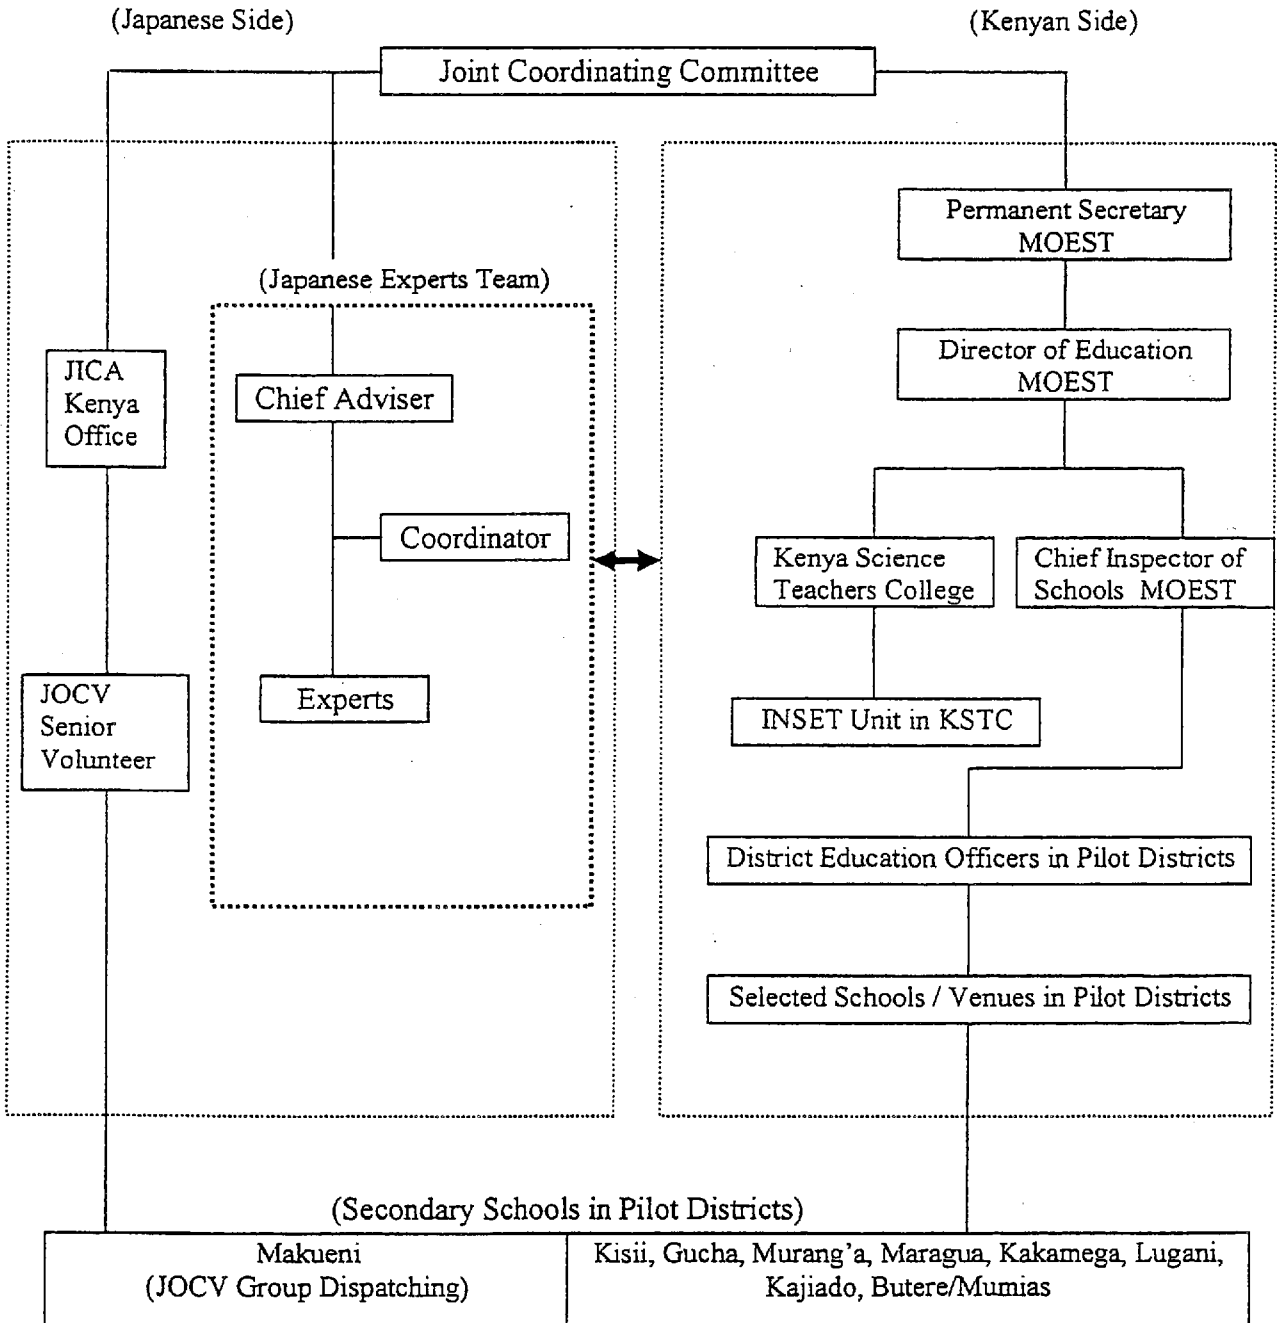 (Japanese Side)
(Kenyan Side)
Joint Coordinating Committee
Permanent Secretary
MOEST
(Japanese Experts Team)
Director of Education
MOEST
JICA
Kenya
Office
Chief Adviser
Coordinator
Kenya Science
Teachers College
Chief Inspector of
Schools MOEST
JOCV
Senior
Volunteer
Experts
INSET Unit in KSTC
District Education Officers in Pilot Districts
Selected Schools / Venues in Pilot Districts
(Secondary Schools in Pilot Districts)
Makueni
(JOCV Group Dispatching)
Kisii, Gucha, Murang'a, Maragua, Kakamega, Lugani,
Kajiado, Butere/Mumias